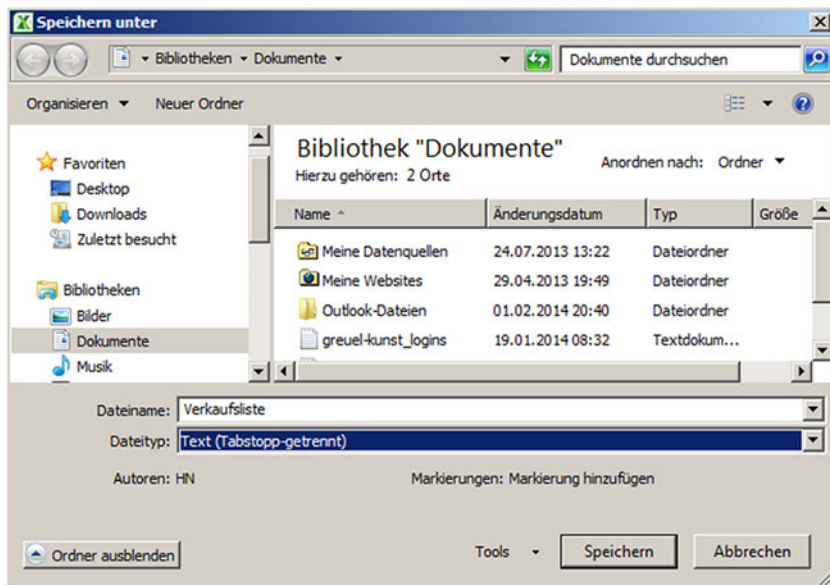 Speichern unter
Bibliotheken Dokumente
Dokumente durchsuchen
Organisieren Neuer Ordner
Favoriten
Desktop
Downloads
Zuletzt besucht
Bibliotheken
Bilder
Dokumente
Musik
Bibliothek "Dokumente"
Hierzu gehören: 2 Orte
Anordnen nach: Ordner
Name Änderungsdatum Typ Größe
Meine Datenquellen 24.07.2013 13:22 Dateiordner
Meine Websites 29.04.2013 19:49 Dateiordner
Outlook-Dateien 01.02.2014 20:40 Dateiordner
greuel-kunst_logins 19.01.2014 08:32 Textdokum...
Dateiname: Verkaufsliste
Dateityp: Text (Tabstopp-getrennt)
Autoren: HN Markierungen: Markierung hinzufügen
Ordner ausblenden Tools Speichern Abbrechen